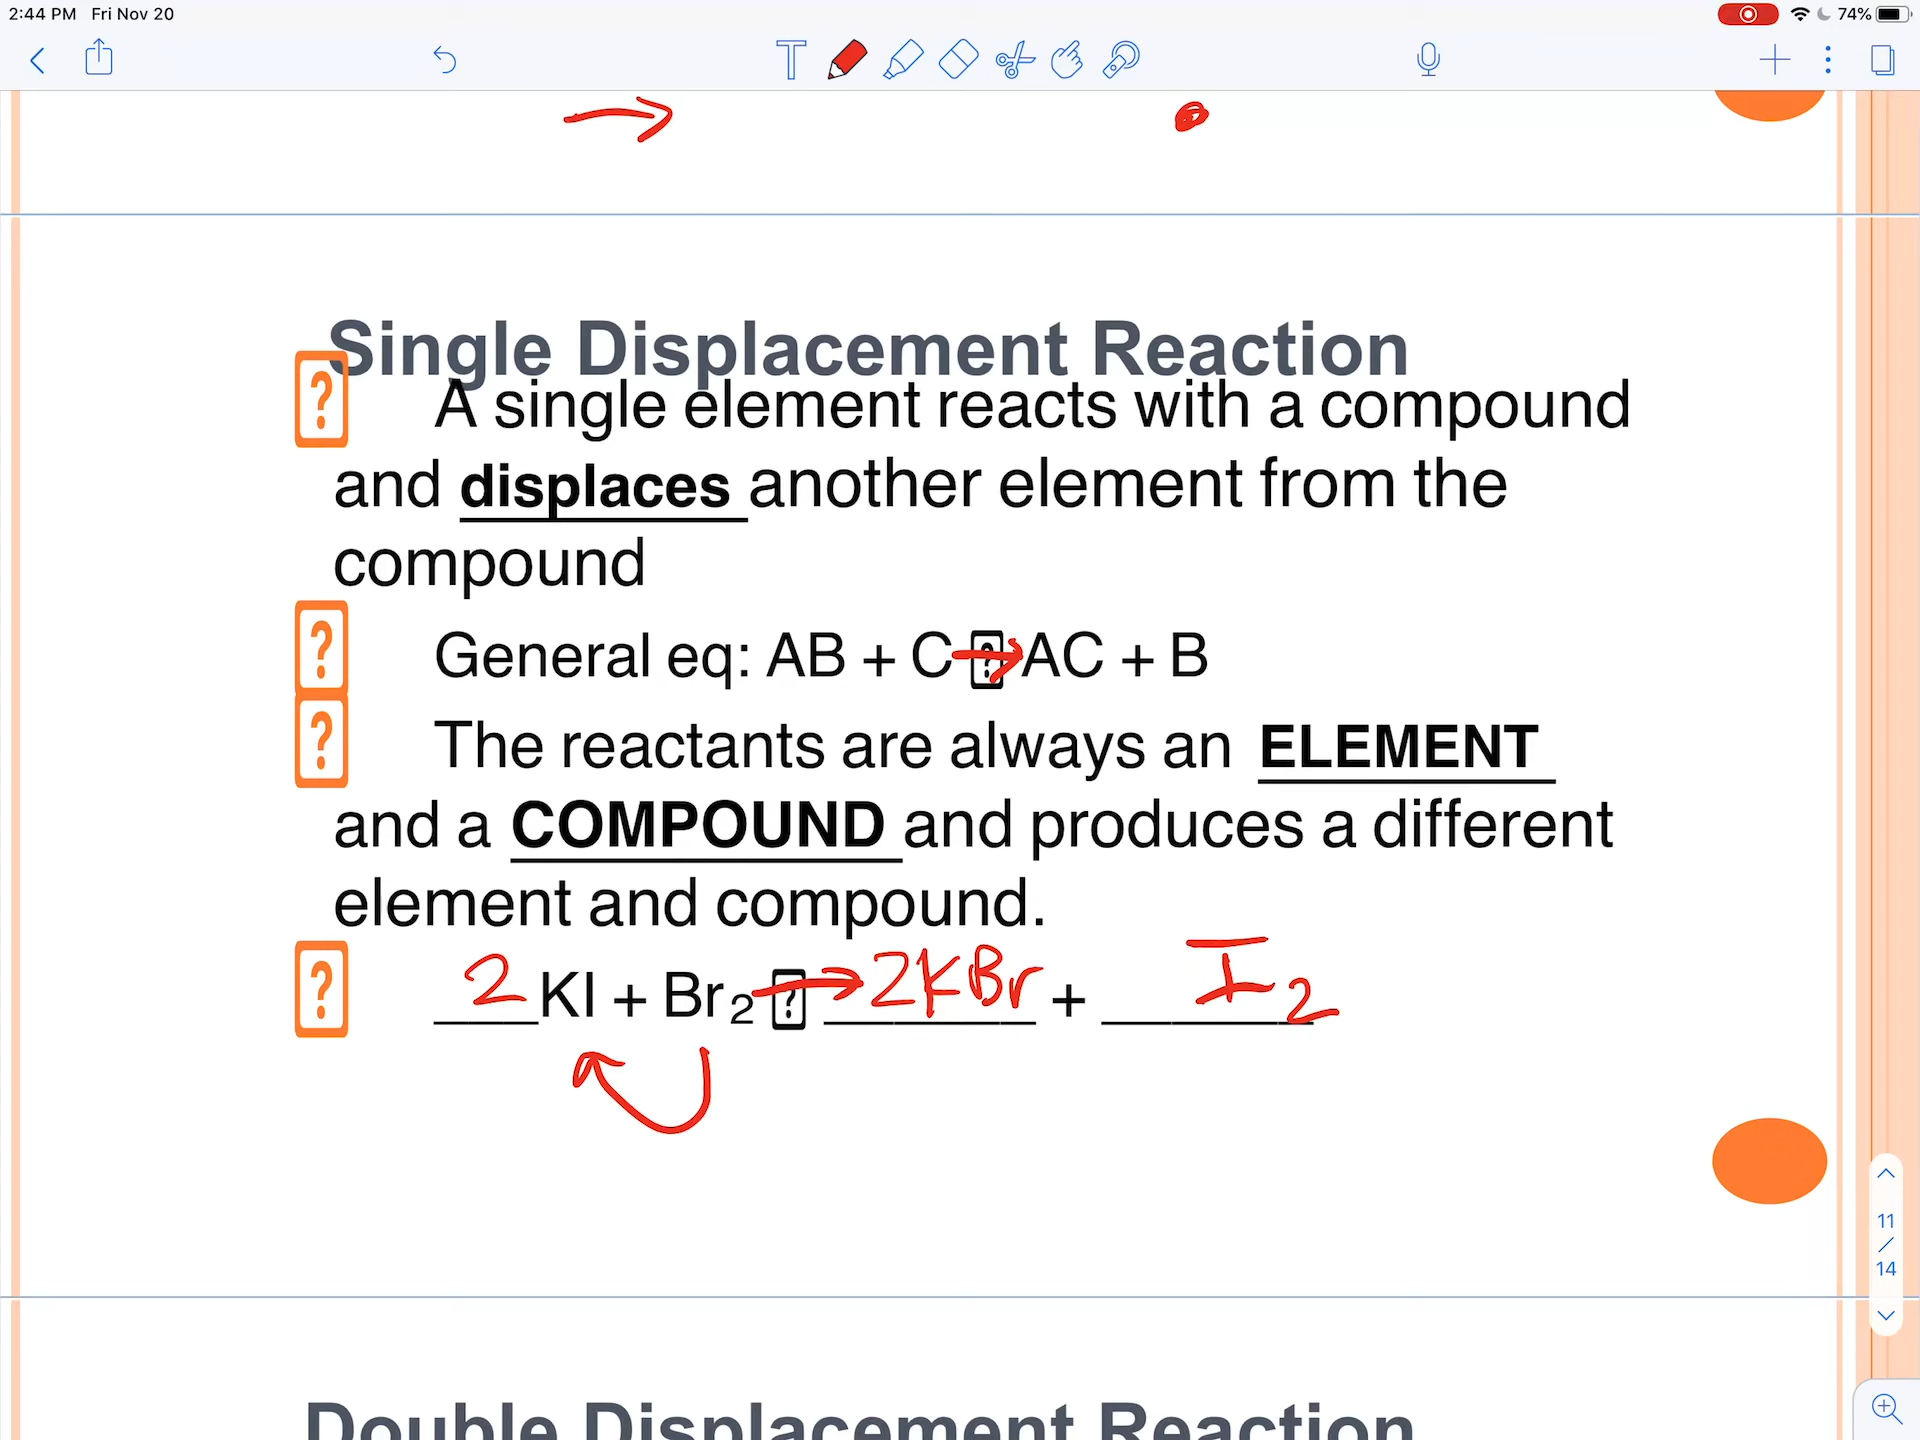 2:44 PM Fri Nov 20
74%
T
Single Displacement Reaction
? A single element reacts with a compound
and displaces another element from the
compound
? General eq: AB + C → AC + B
? The reactants are always an ELEMENT
and a COMPOUND and produces a different
element and compound.
? 2 KI + Br₂ → 2KBr + I₂
11
/
14
Double Displacement Reaction